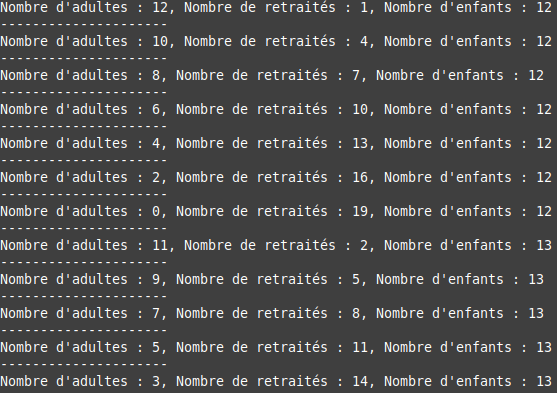 Nombre d'adultes : 12, Nombre de retraités : 1, Nombre d'enfants : 12
---------------------
Nombre d'adultes : 10, Nombre de retraités : 4, Nombre d'enfants : 12
---------------------
Nombre d'adultes : 8, Nombre de retraités : 7, Nombre d'enfants : 12
---------------------
Nombre d'adultes : 6, Nombre de retraités : 10, Nombre d'enfants : 12
---------------------
Nombre d'adultes : 4, Nombre de retraités : 13, Nombre d'enfants : 12
---------------------
Nombre d'adultes : 2, Nombre de retraités : 16, Nombre d'enfants : 12
---------------------
Nombre d'adultes : 0, Nombre de retraités : 19, Nombre d'enfants : 12
---------------------
Nombre d'adultes : 11, Nombre de retraités : 2, Nombre d'enfants : 13
---------------------
Nombre d'adultes : 9, Nombre de retraités : 5, Nombre d'enfants : 13
---------------------
Nombre d'adultes : 7, Nombre de retraités : 8, Nombre d'enfants : 13
---------------------
Nombre d'adultes : 5, Nombre de retraités : 11, Nombre d'enfants : 13
---------------------
Nombre d'adultes : 3, Nombre de retraités : 14, Nombre d'enfants : 13